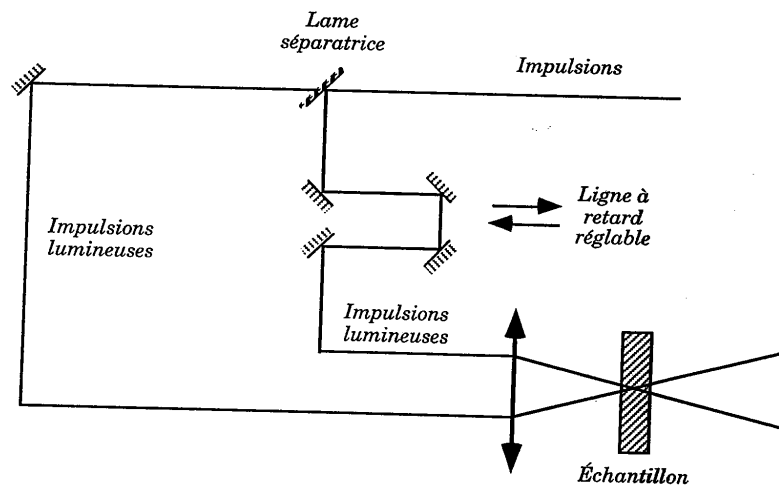 Lame
séparatrice
Impulsions
Ligne à
retard
réglable
Impulsions
lumineuses
Impulsions
lumineuses
Échantillon